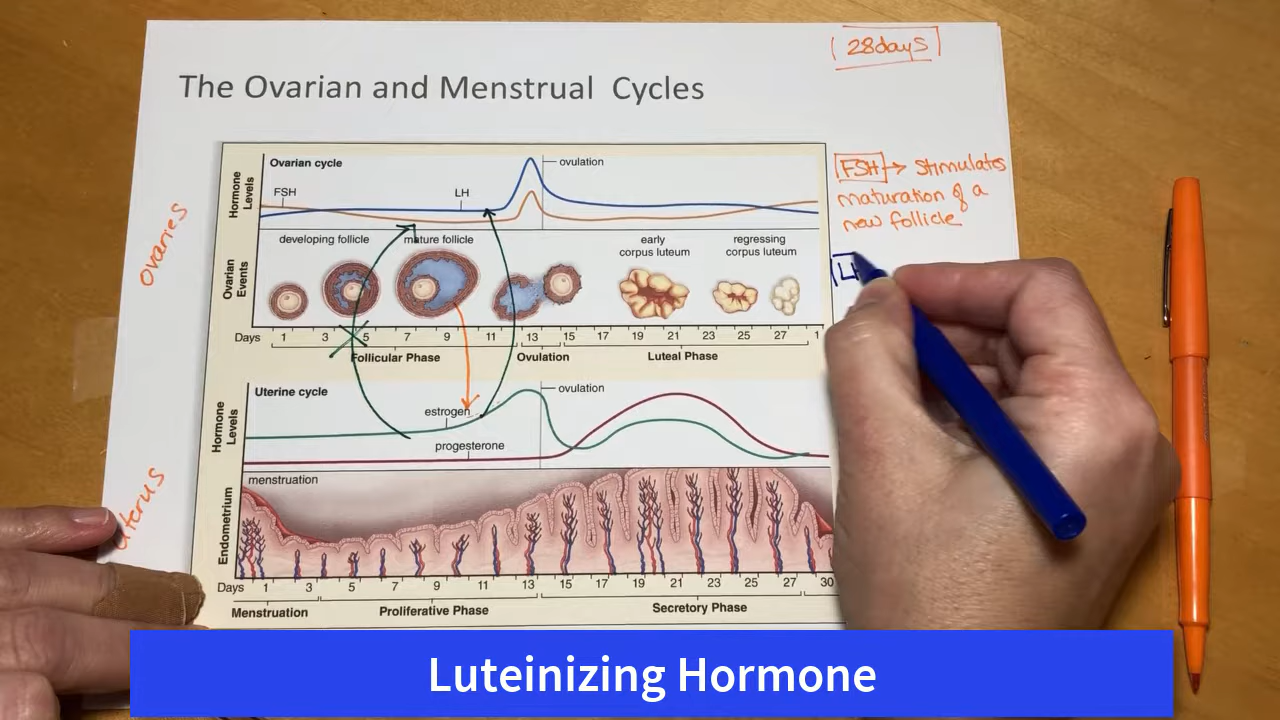 28days
The Ovarian and Menstrual Cycles
ovaries
uterus
FSH → Stimulates
maturation of a
new follicle
Hormone
Levels
Ovarian cycle
FSH
LH
ovulation
Ovarian
Events
developing follicle
mature follicle
early
corpus luteum
regressing
corpus luteum
Days 1 3 5 7 9 11 13 15 17 19 21 23 25 27 1
Follicular Phase
Ovulation
Luteal Phase
Hormone
Levels
Uterine cycle
estrogen
progesterone
ovulation
Endometrium
menstruation
Days 1 3 5 7 9 11 13 15 17 19 21 23 25 27 30
Menstruation
Proliferative Phase
Secretory Phase
Luteinizing Hormone